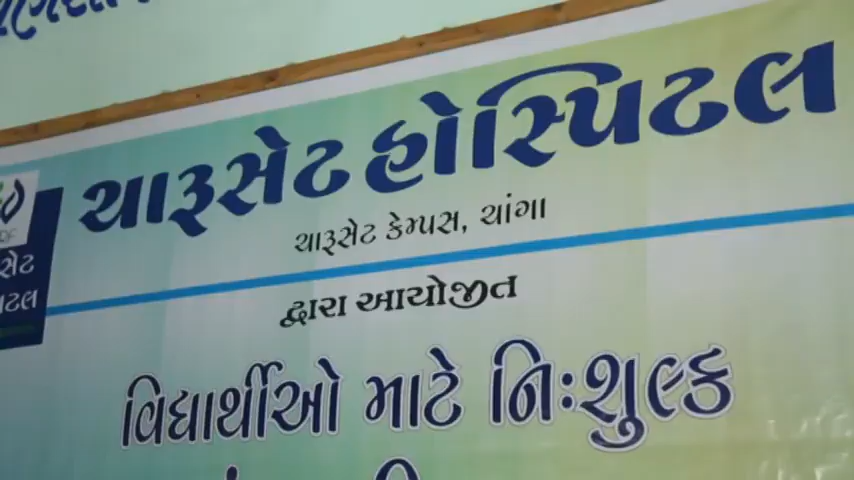 ચારૂસેટ હોસ્પિટલ
ચારૂસેટ કેમ્પસ, ચાંગા
દ્વારા આયોજીત
વિદ્યાર્થીઓ માટે નિઃશુલ્ક